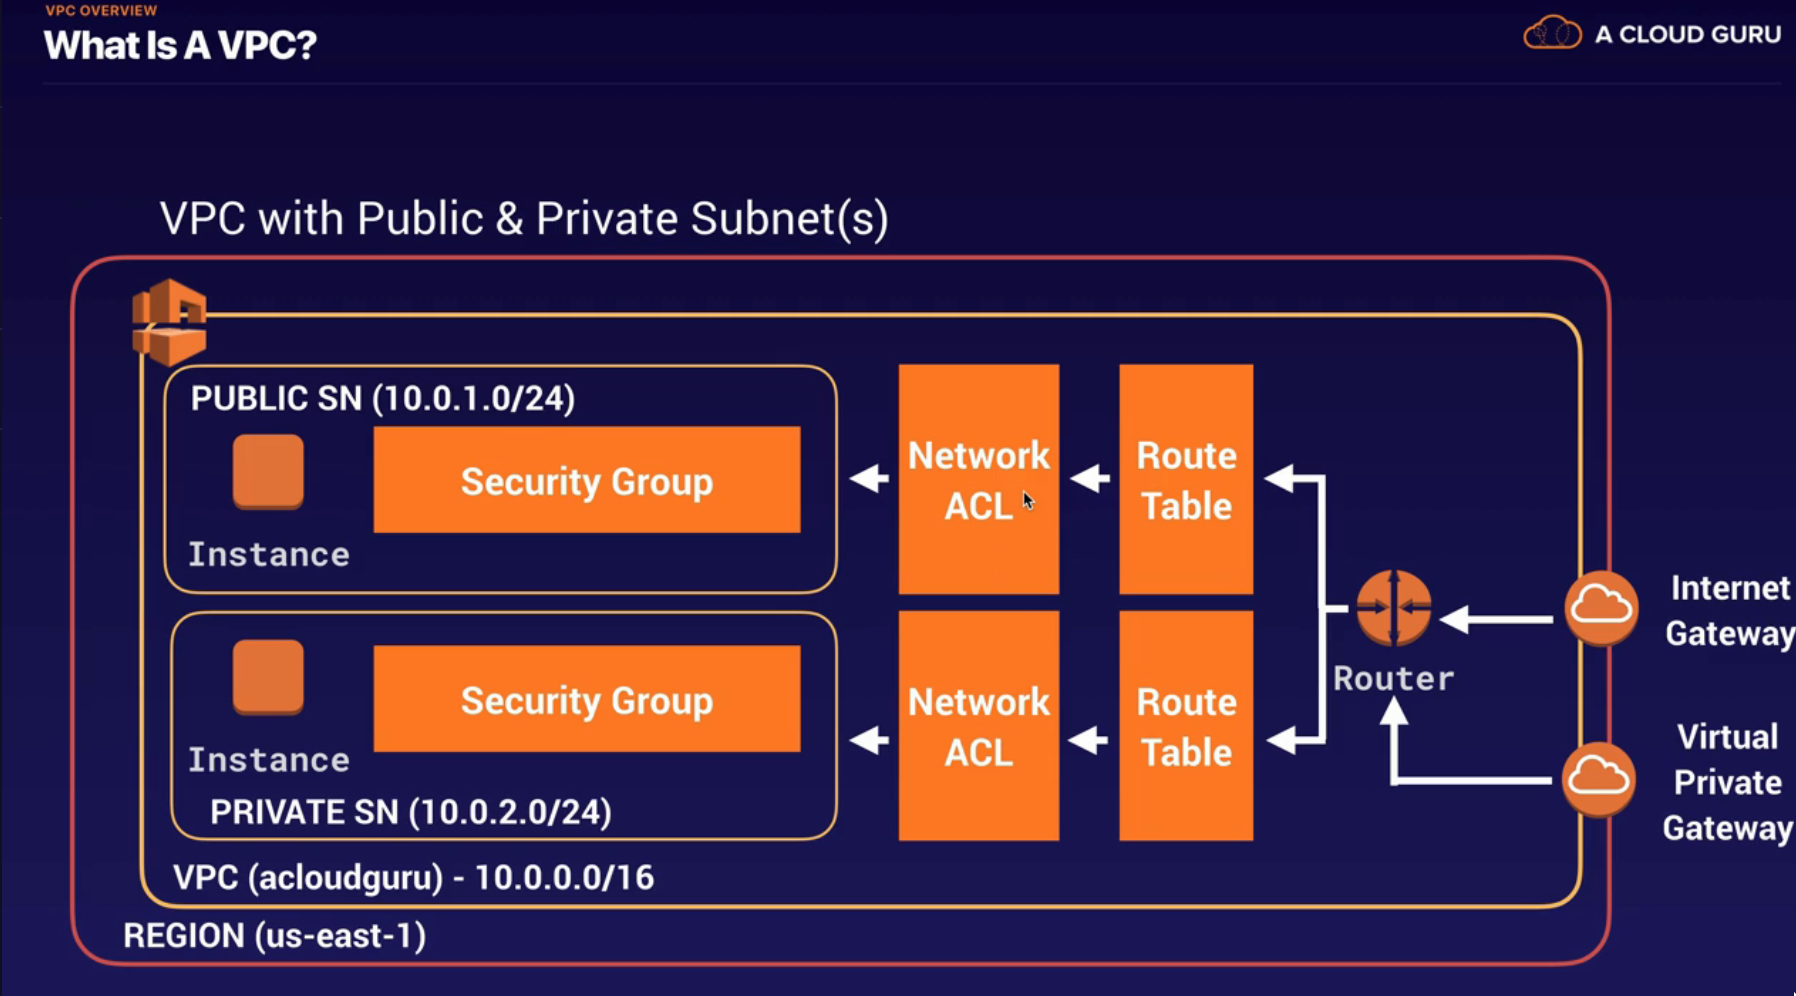 VPC OVERVIEW
What Is A VPC?
A CLOUD GURU
VPC with Public & Private Subnet(s)
PUBLIC SN (10.0.1.0/24)
Security Group
Instance
Network
ACL
Route
Table
Security Group
Instance
PRIVATE SN (10.0.2.0/24)
Network
ACL
Route
Table
Router
Internet
Gateway
Virtual
Private
Gateway
VPC (acloudguru) - 10.0.0.0/16
REGION (us-east-1)